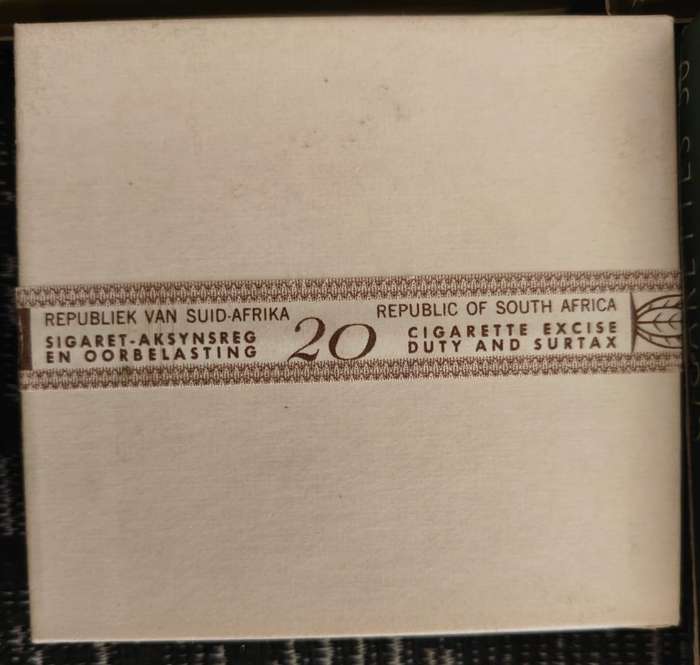 REPUBLIEK VAN SUID-AFRIKA
SIGARET-AKSYNSREG
EN OORBELASTING
20
REPUBLIC OF SOUTH AFRICA
CIGARETTE EXCISE
DUTY AND SURTAX